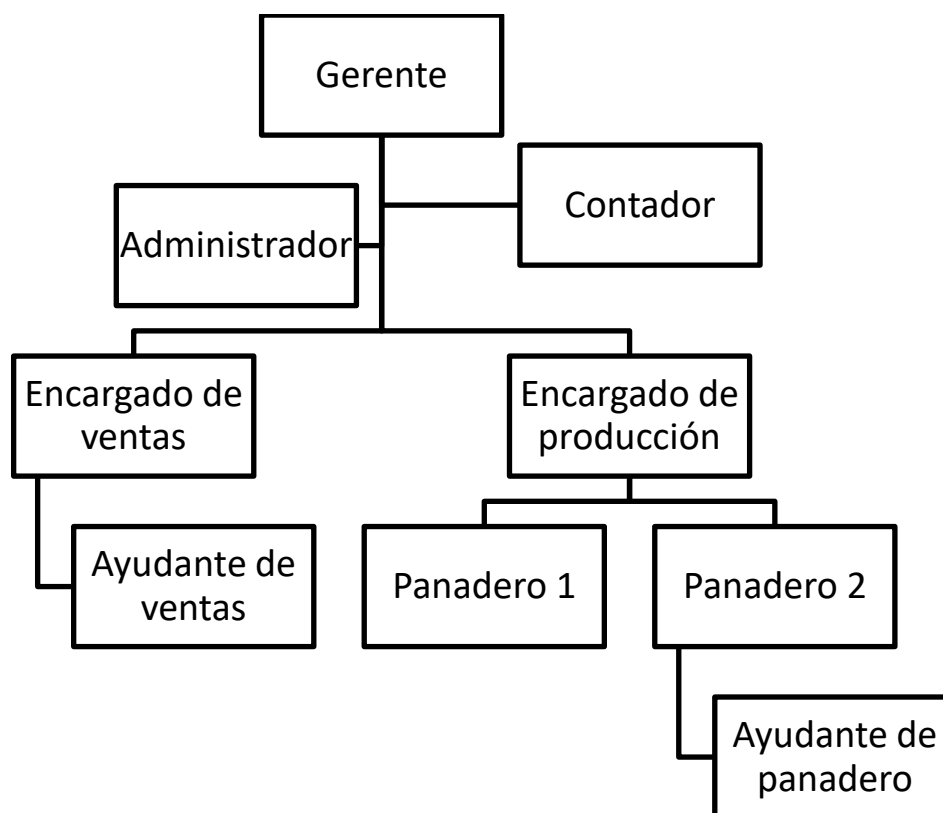 Gerente
Contador
Administrador
Encargado de
ventas
Encargado de
producción
Ayudante de
ventas
Panadero 1
Panadero 2
Ayudante de
panadero